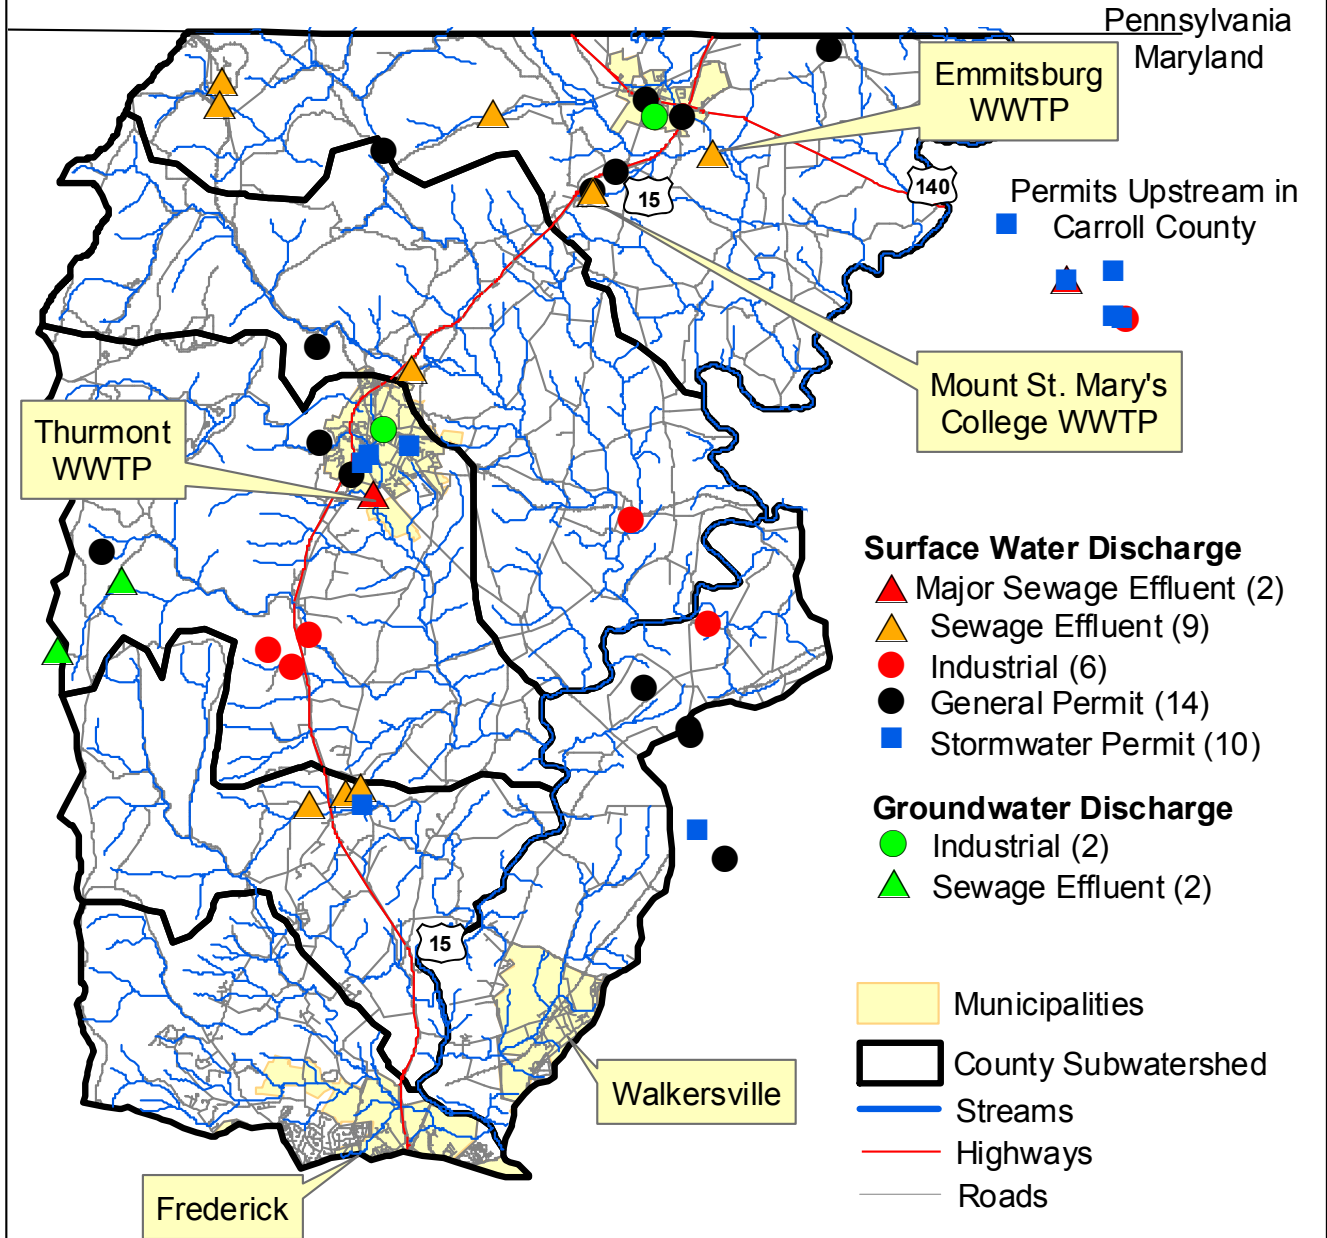 Pennsylvania
Maryland
Emmitsburg
WWTP
140
15
Permits Upstream in
Carroll County
Mount St. Mary's
College WWTP
Thurmont
WWTP
Surface Water Discharge
Major Sewage Effluent (2)
Sewage Effluent (9)
Industrial (6)
General Permit (14)
Stormwater Permit (10)
Groundwater Discharge
Industrial (2)
Sewage Effluent (2)
15
Municipalities
County Subwatershed
Walkersville
Streams
Highways
Roads
Frederick